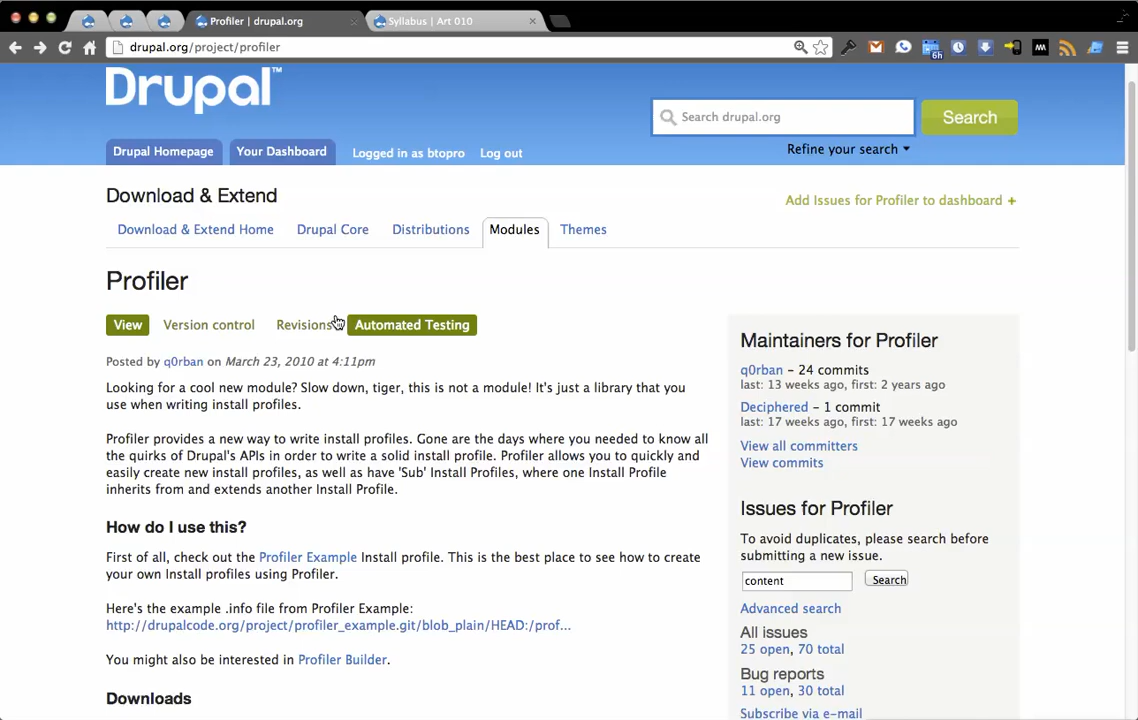 Profiler | drupal.org
Syllabus | Art 010
drupal.org/project/profiler
6h
Drupal™
Search drupal.org
Search
Refine your search
Drupal Homepage
Your Dashboard
Logged in as btopro
Log out
Download & Extend
Add Issues for Profiler to dashboard +
Download & Extend Home
Drupal Core
Distributions
Modules
Themes
Profiler
View
Version control
Revisions
Automated Testing
Posted by q0rban on March 23, 2010 at 4:11pm
Looking for a cool new module? Slow down, tiger, this is not a module! It's just a library that you
use when writing install profiles.
Profiler provides a new way to write install profiles. Gone are the days where you needed to know all
the quirks of Drupal's APIs in order to write a solid install profile. Profiler allows you to quickly and
easily create new install profiles, as well as have 'Sub' Install Profiles, where one Install Profile
inherits from and extends another Install Profile.
How do I use this?
First of all, check out the Profiler Example Install profile. This is the best place to see how to create
your own Install profiles using Profiler.
Here's the example .info file from Profiler Example:
http://drupalcode.org/project/profiler_example.git/blob_plain/HEAD:/prof...
You might also be interested in Profiler Builder.
Downloads
Maintainers for Profiler
q0rban – 24 commits
last: 13 weeks ago, first: 2 years ago
Deciphered – 1 commit
last: 17 weeks ago, first: 17 weeks ago
View all committers
View commits
Issues for Profiler
To avoid duplicates, please search before
submitting a new issue.
content
Search
Advanced search
All issues
25 open, 70 total
Bug reports
11 open, 30 total
Subscribe via e-mail